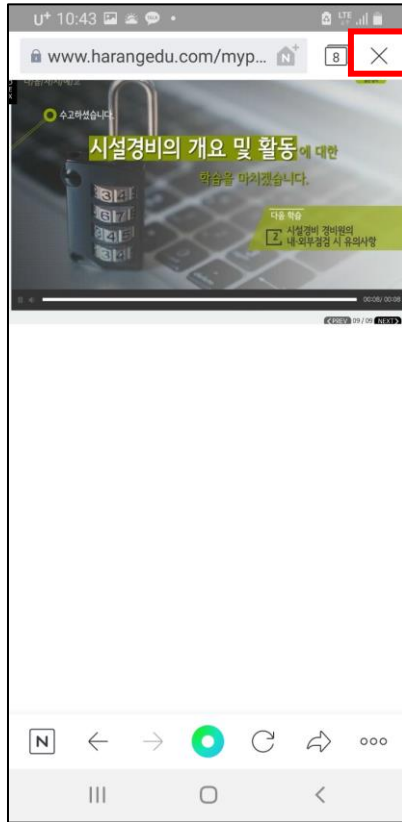 U⁺ 10:43 LTE
www.harangedu.com/myp... N 8
수고하셨습니다.
시설경비의 개요 및 활동에 대한
학습을 마치겠습니다.
다음 학습
2 시설경비 경비원의
내·외부점검 시 유의사항
00:08/ 00:08
<PREV 09 / 09 NEXT>
N